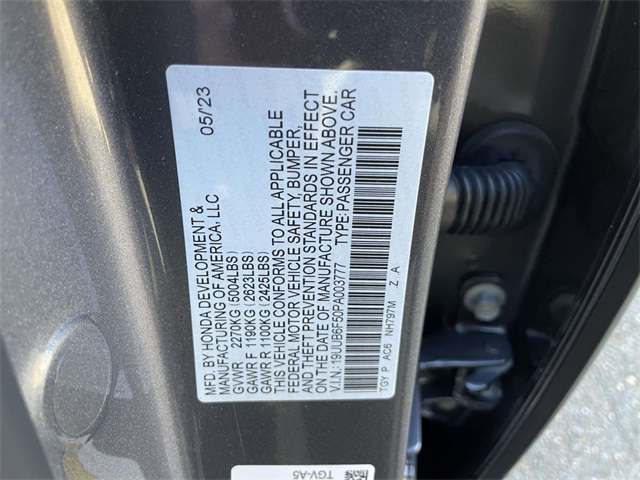 MFD. BY HONDA DEVELOPMENT & 05/'23
MANUFACTURING OF AMERICA, LLC
GVWR 2270KG (5004LBS)
GAWR F 1190KG (2623LBS)
GAWR R 1100KG (2425LBS)
THIS VEHICLE CONFORMS TO ALL APPLICABLE
FEDERAL MOTOR VEHICLE SAFETY, BUMPER,
AND THEFT PREVENTION STANDARDS IN EFFECT
ON THE DATE OF MANUFACTURE SHOWN ABOVE.
V.I.N.: 19UUB6F50PA003777 TYPE: PASSENGER CAR
TGY P AC6 NH797M Z A
TGV-A5